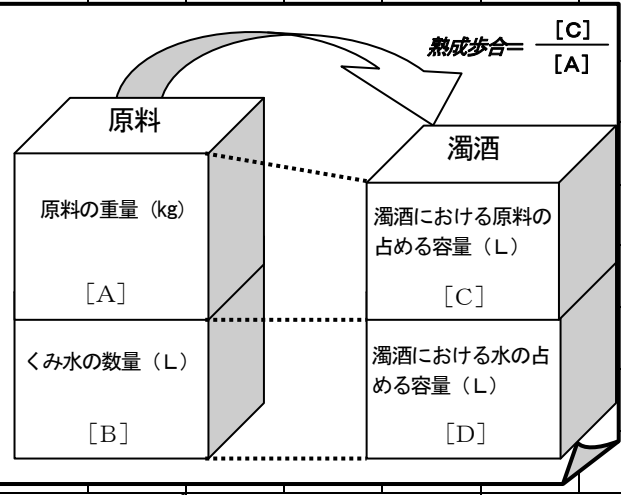 熟成歩合= [C]
[A]
原料
濁酒
原料の重量（kg）
[A]
濁酒における原料の
占める容量（L）
[C]
くみ水の数量（L）
[B]
濁酒における水の占
める容量（L）
[D]